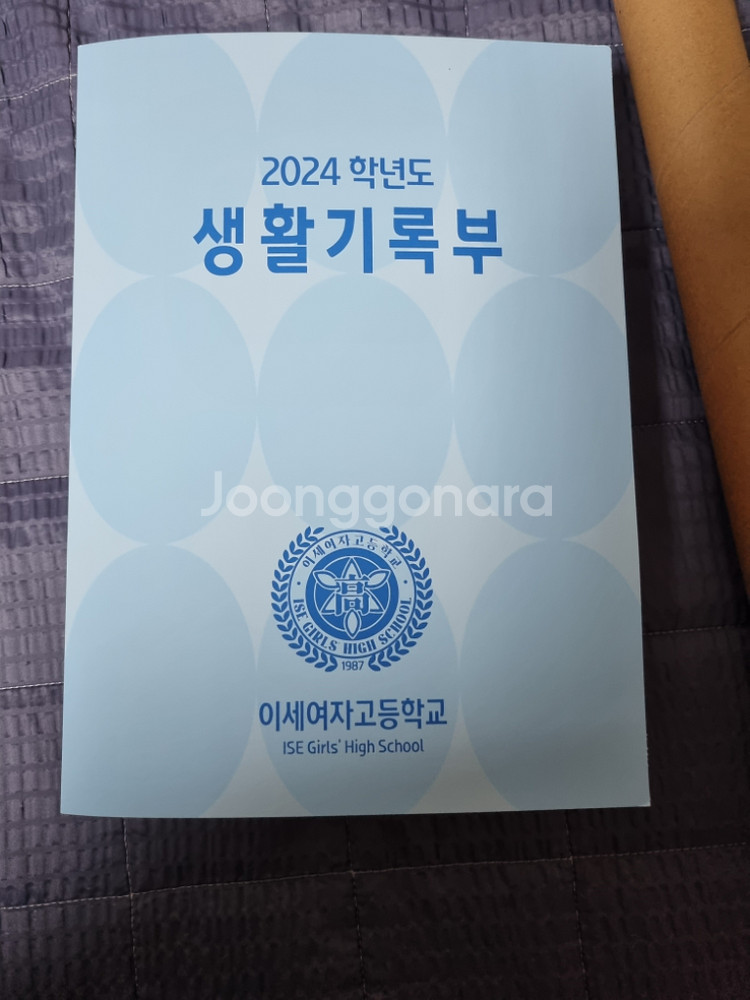 2024 학년도
생활기록부
Joonggonara
이세여자고등학교
ISE GIRLS HIGH SCHOOL
高
1987
이세여자고등학교
ISE Girls' High School